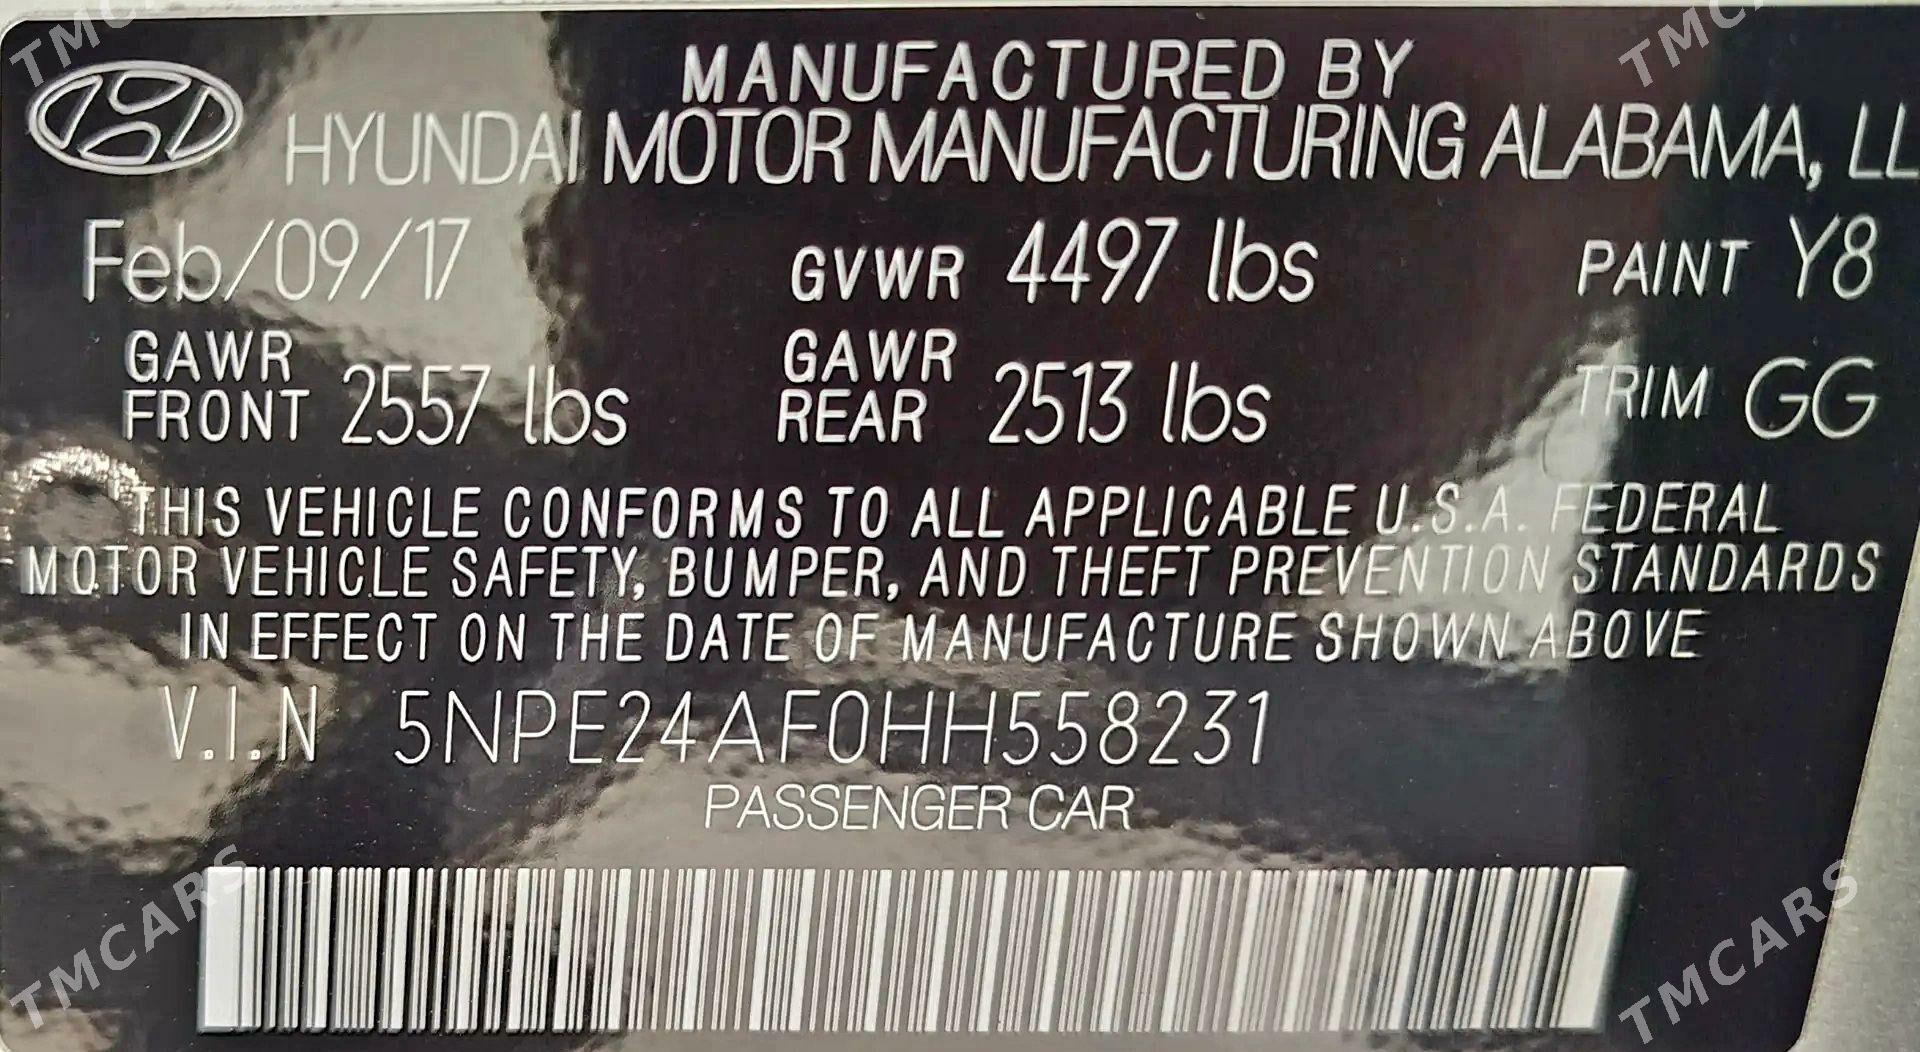 MANUFACTURED BY
HYUNDAI MOTOR MANUFACTURING ALABAMA, LL
Feb/09/17 GVWR 4497 lbs PAINT Y8
GAWR FRONT 2557 lbs GAWR REAR 2513 lbs TRIM GG
THIS VEHICLE CONFORMS TO ALL APPLICABLE U.S.A. FEDERAL
MOTOR VEHICLE SAFETY, BUMPER, AND THEFT PREVENTION STANDARDS
IN EFFECT ON THE DATE OF MANUFACTURE SHOWN ABOVE
V.I.N 5NPE24AF0HH558231
PASSENGER CAR
TMCARS
TMCARS
TMCARS
TMCARS